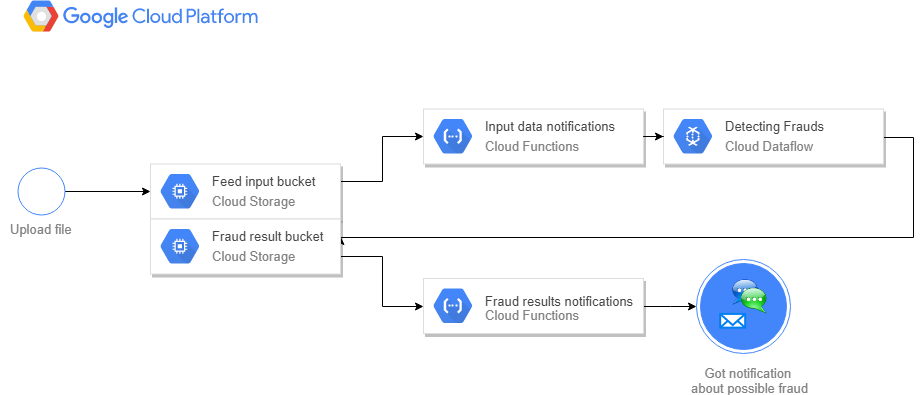 Google Cloud Platform
Input data notifications
Cloud Functions
Detecting Frauds
Cloud Dataflow
Feed input bucket
Cloud Storage
Upload file
Fraud result bucket
Cloud Storage
Fraud results notifications
Cloud Functions
Got notification
about possible fraud